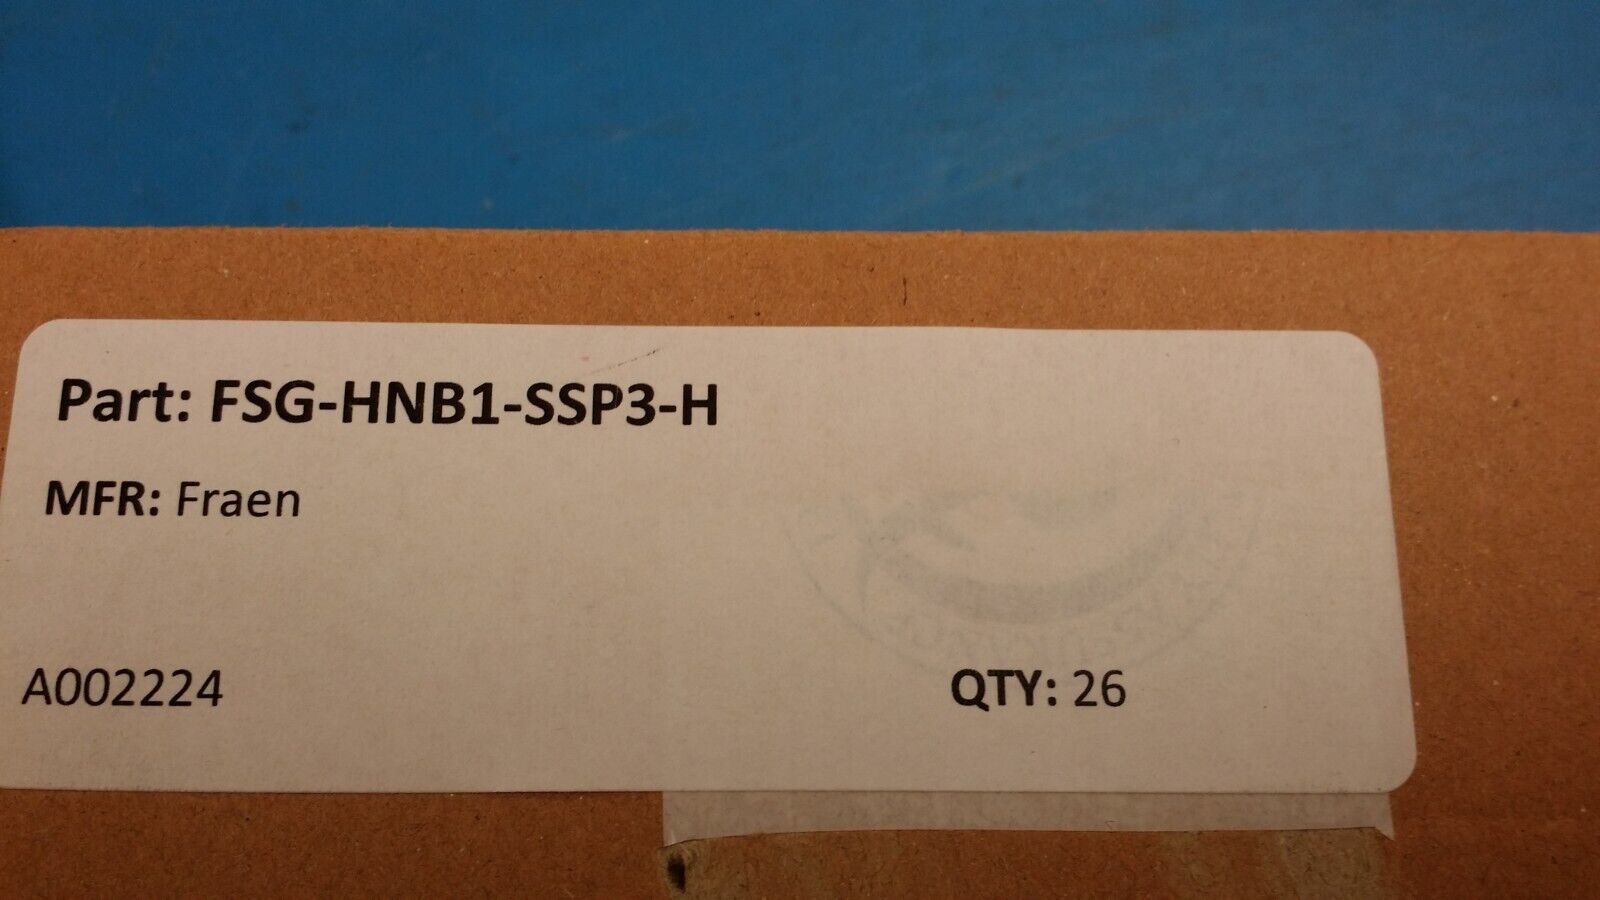 Part: FSG-HNB1-SSP3-H
MFR: Fraen
A002224
QTY: 26